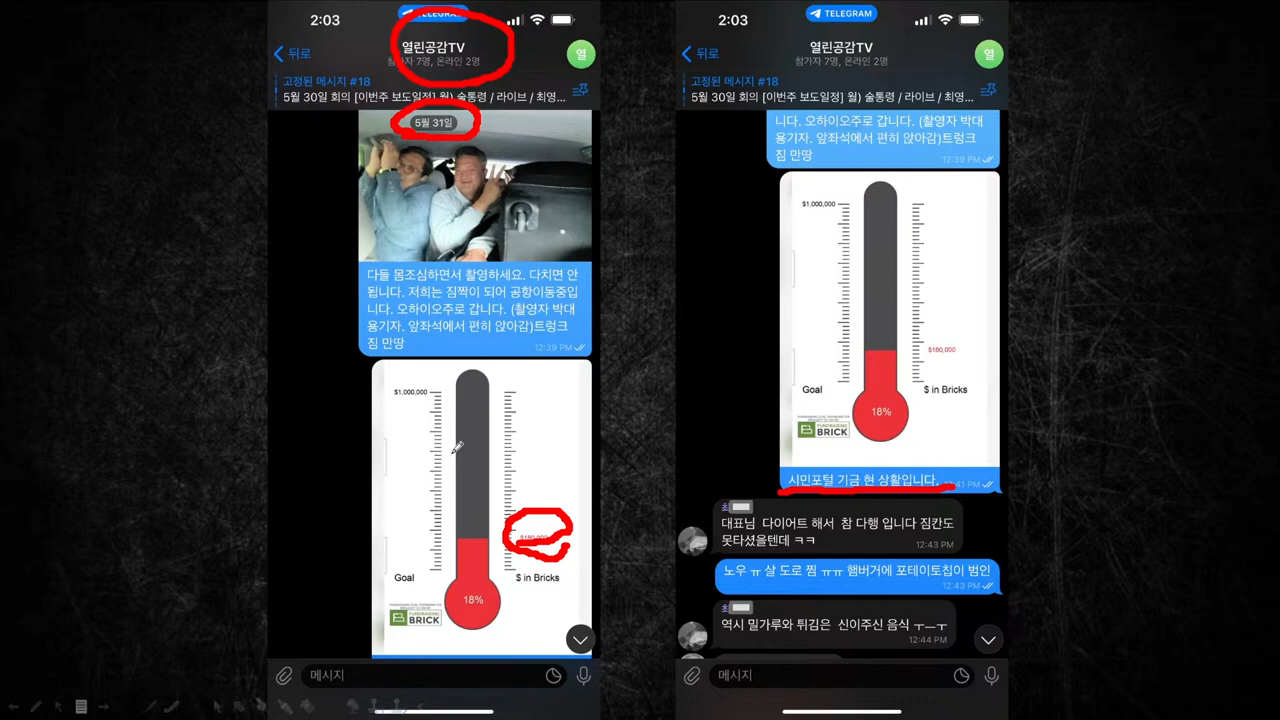 2:03
TELEGRAM
뒤로
열린공감TV
참가자 7명, 온라인 2명
열
고정된 메시지 #18
5월 30일 회의 [이번주 보도일정] 월) 술통령 / 라이브 / 최영...
5월 31일
다들 몸조심하면서 촬영하세요. 다치면 안
됩니다. 저희는 짐짝이 되어 공항이동중입
니다. 오하이오주로 갑니다. (촬영자 박대
용기자. 앞좌석에서 편히 앉아감)트렁크
짐 만땅
12:39 PM
$1,000,000
$180,000
Goal
$ in Bricks
18%
FUNDRAISING
BRICK
메시지
2:03
TELEGRAM
뒤로
열린공감TV
참가자 7명, 온라인 2명
열
고정된 메시지 #18
5월 30일 회의 [이번주 보도일정] 월) 술통령 / 라이브 / 최영...
니다. 오하이오주로 갑니다. (촬영자 박대
용기자. 앞좌석에서 편히 앉아감)트렁크
짐 만땅
12:39 PM
$1,000,000
$180,000
Goal
$ in Bricks
18%
FUNDRAISING
BRICK
시민포털 기금 현 상활입니다.
12:41 PM
초
대표님 다이어트 해서 참 다행 입니다 짐칸도
못타셨을텐데 ㅋㅋ
12:43 PM
노우 ㅠ 살 도로 찜 ㅠㅠ 햄버거에 포테이토칩이 범인
12:43 PM
초
역시 밀가루와 튀김은 신이주신 음식 ㅜㅡㅜ
12:44 PM
메시지